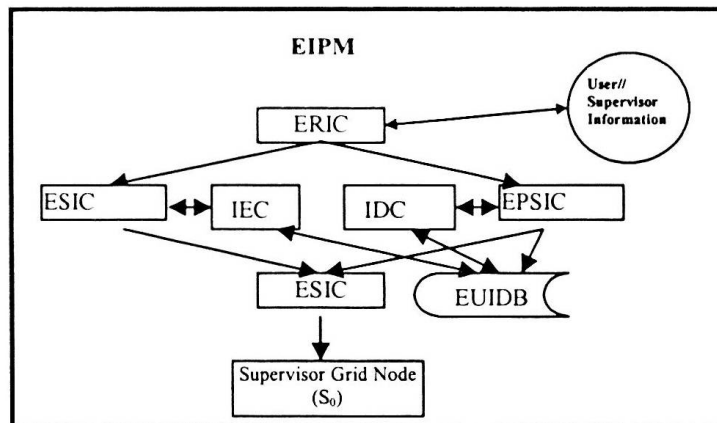 EIPM
User//
Supervisor
Information
ERIC
ESIC
IEC
IDC
EPSIC
ESIC
EUIDB
Supervisor Grid Node
(S₀)